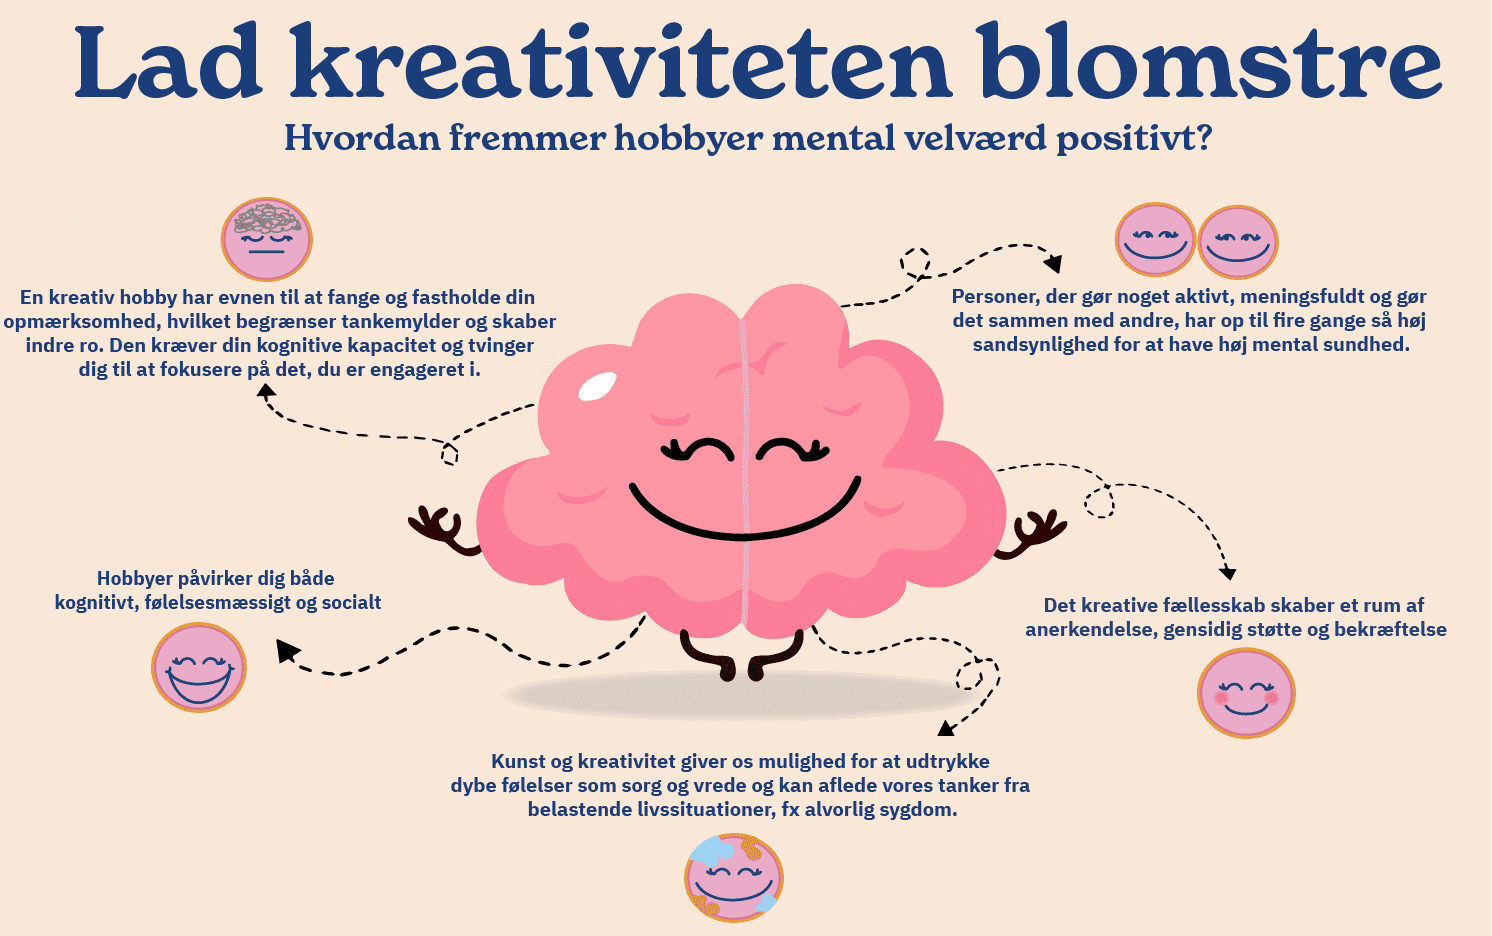 Lad kreativiteten blomstre
Hvordan fremmer hobbyer mental velværd positivt?
En kreativ hobby har evnen til at fange og fastholde din
opmærksomhed, hvilket begrænser tankemylder og skaber
indre ro. Den kræver din kognitive kapacitet og tvinger
dig til at fokusere på det, du er engageret i.
Personer, der gør noget aktivt, meningsfuldt og gør
det sammen med andre, har op til fire gange så høj
sandsynlighed for at have høj mental sundhed.
Hobbyer påvirker dig både
kognitivt, følelsesmæssigt og socialt
Det kreative fællesskab skaber et rum af
anerkendelse, gensidig støtte og bekræftelse
Kunst og kreativitet giver os mulighed for at udtrykke
dybe følelser som sorg og vrede og kan aflede vores tanker fra
belastende livssituationer, fx alvorlig sygdom.